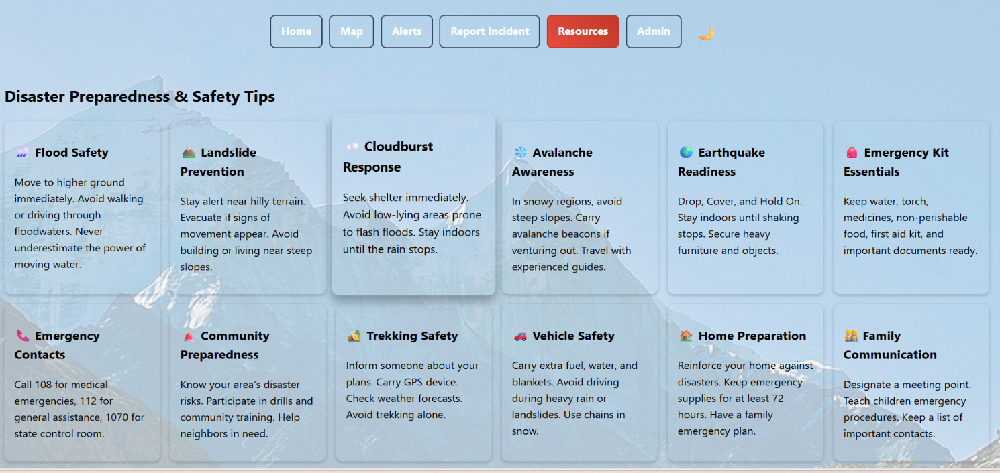 Home Map Alerts Report Incident Resources Admin
Disaster Preparedness & Safety Tips
Flood Safety
Move to higher ground
immediately. Avoid walking
or driving through
floodwaters. Never
underestimate the power of
moving water.
Landslide
Prevention
Stay alert near hilly terrain.
Evacuate if signs of
movement appear. Avoid
building or living near steep
slopes.
Cloudburst
Response
Seek shelter immediately.
Avoid low-lying areas prone
to flash floods. Stay indoors
until the rain stops.
Avalanche
Awareness
In snowy regions, avoid
steep slopes. Carry
avalanche beacons if
venturing out. Travel with
experienced guides.
Earthquake
Readiness
Drop, Cover, and Hold On.
Stay indoors until shaking
stops. Secure heavy
furniture and objects.
Emergency Kit
Essentials
Keep water, torch,
medicines, non-perishable
food, first aid kit, and
important documents ready.
Emergency
Contacts
Call 108 for medical
emergencies, 112 for
general assistance, 1070 for
state control room.
Community
Preparedness
Know your area's disaster
risks. Participate in drills and
community training. Help
neighbors in need.
Trekking Safety
Inform someone about your
plans. Carry GPS device.
Check weather forecasts.
Avoid trekking alone.
Vehicle Safety
Carry extra fuel, water, and
blankets. Avoid driving
during heavy rain or
landslides. Use chains in
snow.
Home Preparation
Reinforce your home against
disasters. Keep emergency
supplies for at least 72
hours. Have a family
emergency plan.
Family
Communication
Designate a meeting point.
Teach children emergency
procedures. Keep a list of
important contacts.